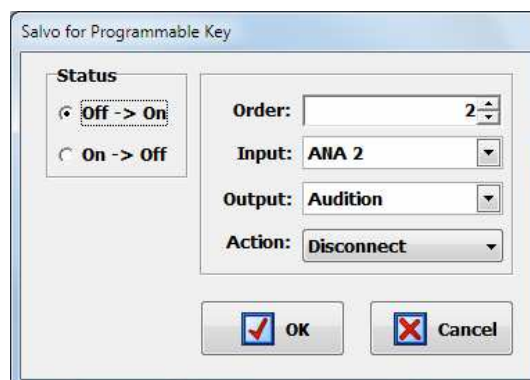 Salvo for Programmable Key
Status
Off -> On
On -> Off
Order: 2
Input: ANA 2
Output: Audition
Action: Disconnect
OK
Cancel